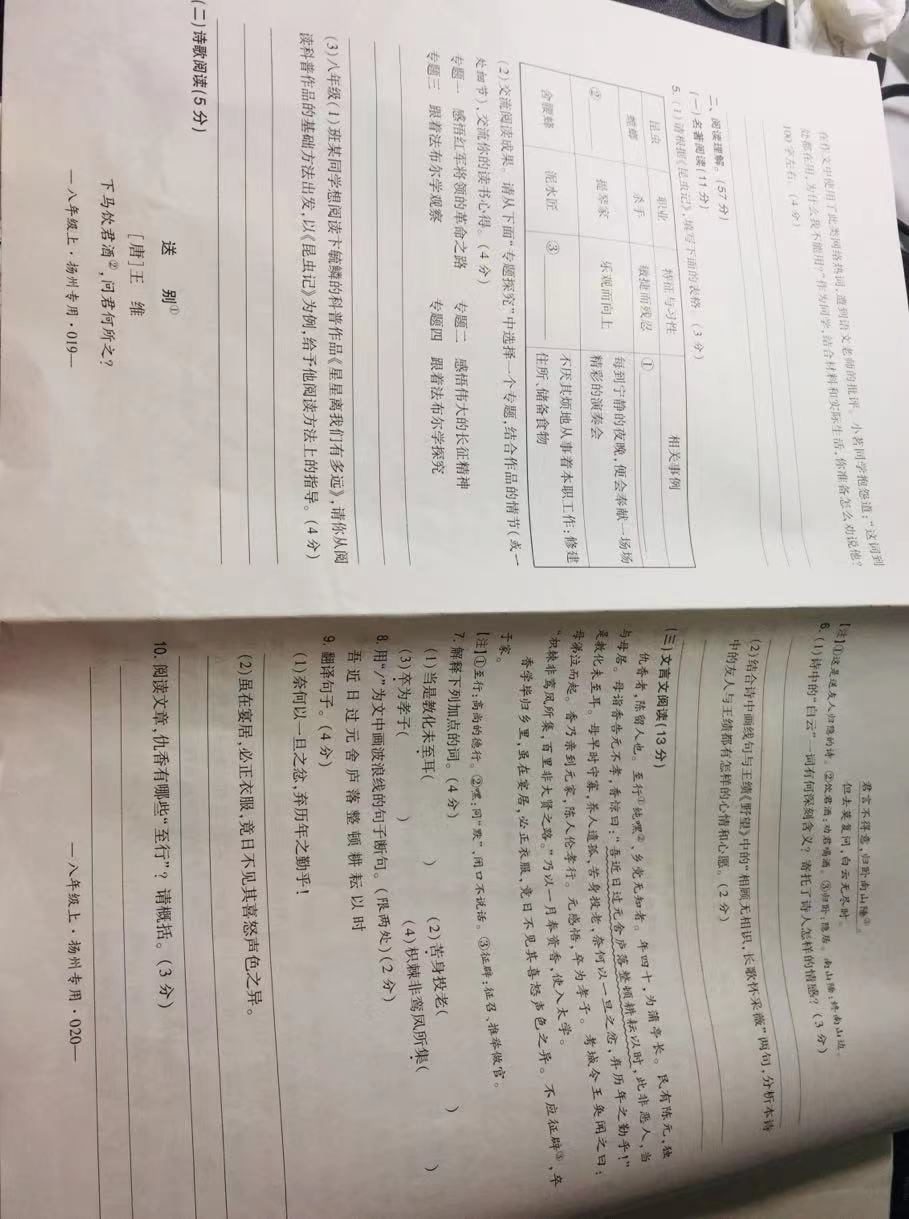 在作文中使用了此类网络热词,遭到语文老师的批评。小若同学抱怨道:“这词到
处都在用,为什么我不能用?”作为同学,结合材料和实际生活,你准备怎么劝说他?
100字左右。(4分)
二、阅读理解。(57分)
(一)名著阅读(11分)
5. (1)请根据《昆虫记》,填写下面的表格。(3分)
昆虫 职业 特征与习性 相关事例
螳螂 杀手 敏捷而残忍 ①
② 提琴家 乐观而向上 每到宁静的夜晚,便会奉献一场场
精彩的演奏会
舍腰蜂 泥水匠 ③ 不厌其烦地从事着本职工作:修建
住所、储备食物
(2)交流阅读成果。请从下面“专题探究”中选择一个专题,结合作品的情节(或一
处细节),交流你的读书心得。(4分)
专题一 感悟红军将领的革命之路 专题二 感悟伟大的长征精神
专题三 跟着法布尔学观察 专题四 跟着法布尔学探究
(3)八年级(1)班某同学想阅读卞毓麟的科普作品《星星离我们有多远》,请你从阅
读科普作品的基础方法出发,以《昆虫记》为例,给予他阅读方法上的指导。(4分)
(二)诗歌阅读(5分)
送 别①
[唐]王 维
下马饮君酒②,问君何所之?
—八年级上·扬州专用·019—
君言不得意,归卧南山陲③。
但去莫复问,白云无尽时。
【注】①这是送友人归隐的诗。②饮君酒:劝君喝酒。③归卧:隐居。南山陲:终南山边。
6. (1)诗中的“白云”一词有何深刻含义?寄托了诗人怎样的情感?(3分)
(2)结合诗中画线句与王绩《野望》中的“相顾无相识,长歌怀采薇”两句,分析本诗
中的友人与王绩都有怎样的心情和心愿。(2分)
(三)文言文阅读(13分)
仇香者,陈留人也。至行①纯嘿②,乡党无知者。年四十,为蒲亭长。民有陈元,独
与母居。母诣香告元不孝,香惊曰:“吾近日过元舍庐落整顿耕耘以时,此非恶人,当
是教化未至耳。母守寡养孤,苦身投老,奈何以一旦之忿,弃历年之勤乎!”
母涕泣而起。香乃亲到元家,陈人伦孝行。元感悟,卒为孝子。考城令王奂闻之曰:
“枳棘非鸾凤所集,百里非大贤之路。”乃以一月奉资香,使入太学。
香学毕归乡里,虽在宴居,必正衣服,竟日不见其喜怒声色之异。不应征辟③,卒
于家。
【注】①至行:高尚的德行。②嘿:同“默”,闭口不说话。③征辟:征召,推举做官。
7. 解释下列加点的词。(4分)
(1)当是教化未至耳( ) (2)苦身投老( )
(3)卒为孝子( ) (4)枳棘非鸾凤所集( )
8. 用“/”为文中画波浪线的句子断句。(限两处)(2分)
吾 近 日 过 元 舍 庐 落 整 顿 耕 耘 以 时
9. 翻译句子。(4分)
(1)奈何以一旦之忿,弃历年之勤乎!
(2)虽在宴居,必正衣服,竟日不见其喜怒声色之异。
10. 阅读文章,仇香有哪些“至行”?请概括。(3分)
—八年级上·扬州专用·020—